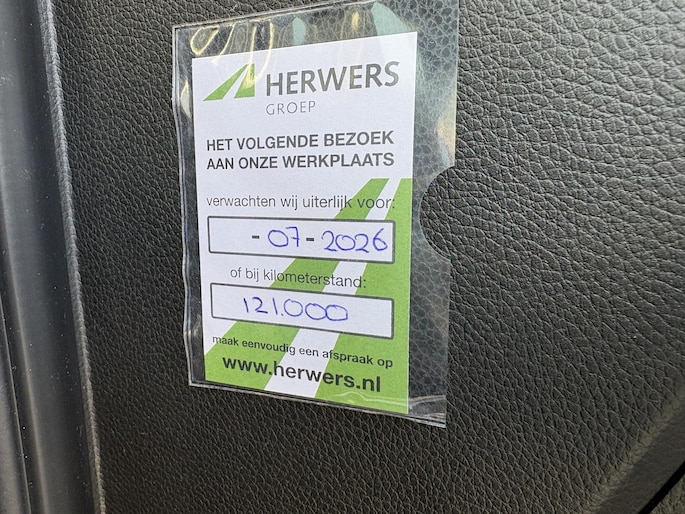 HERWERS
GROEP
HET VOLGENDE BEZOEK
AAN ONZE WERKPLAATS
verwachten wij uiterlijk voor:
- 07 - 2026
of bij kilometerstand:
121.000
maak eenvoudig een afspraak op
www.herwers.nl